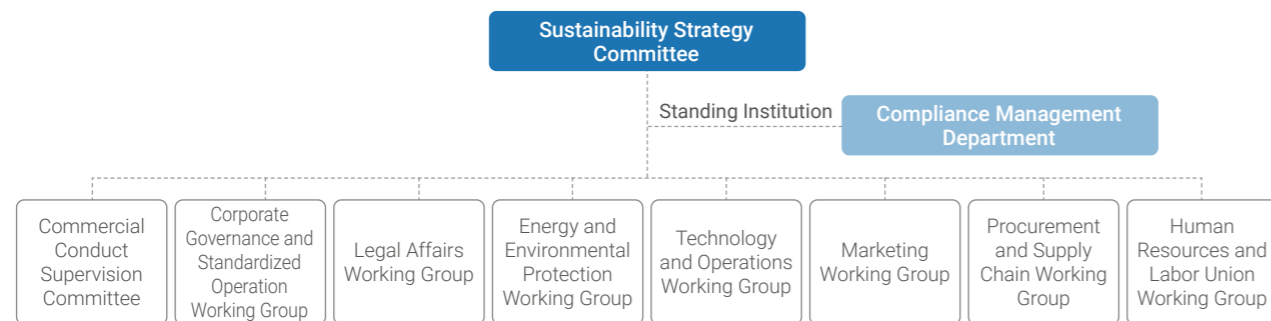 Sustainability Strategy
Committee
Standing Institution
Compliance Management
Department
Commercial
Conduct
Supervision
Committee
Corporate
Governance and
Standardized
Operation
Working Group
Legal Affairs
Working Group
Energy and
Environmental
Protection
Working Group
Technology
and Operations
Working Group
Marketing
Working Group
Procurement
and Supply
Chain Working
Group
Human
Resources and
Labor Union
Working Group